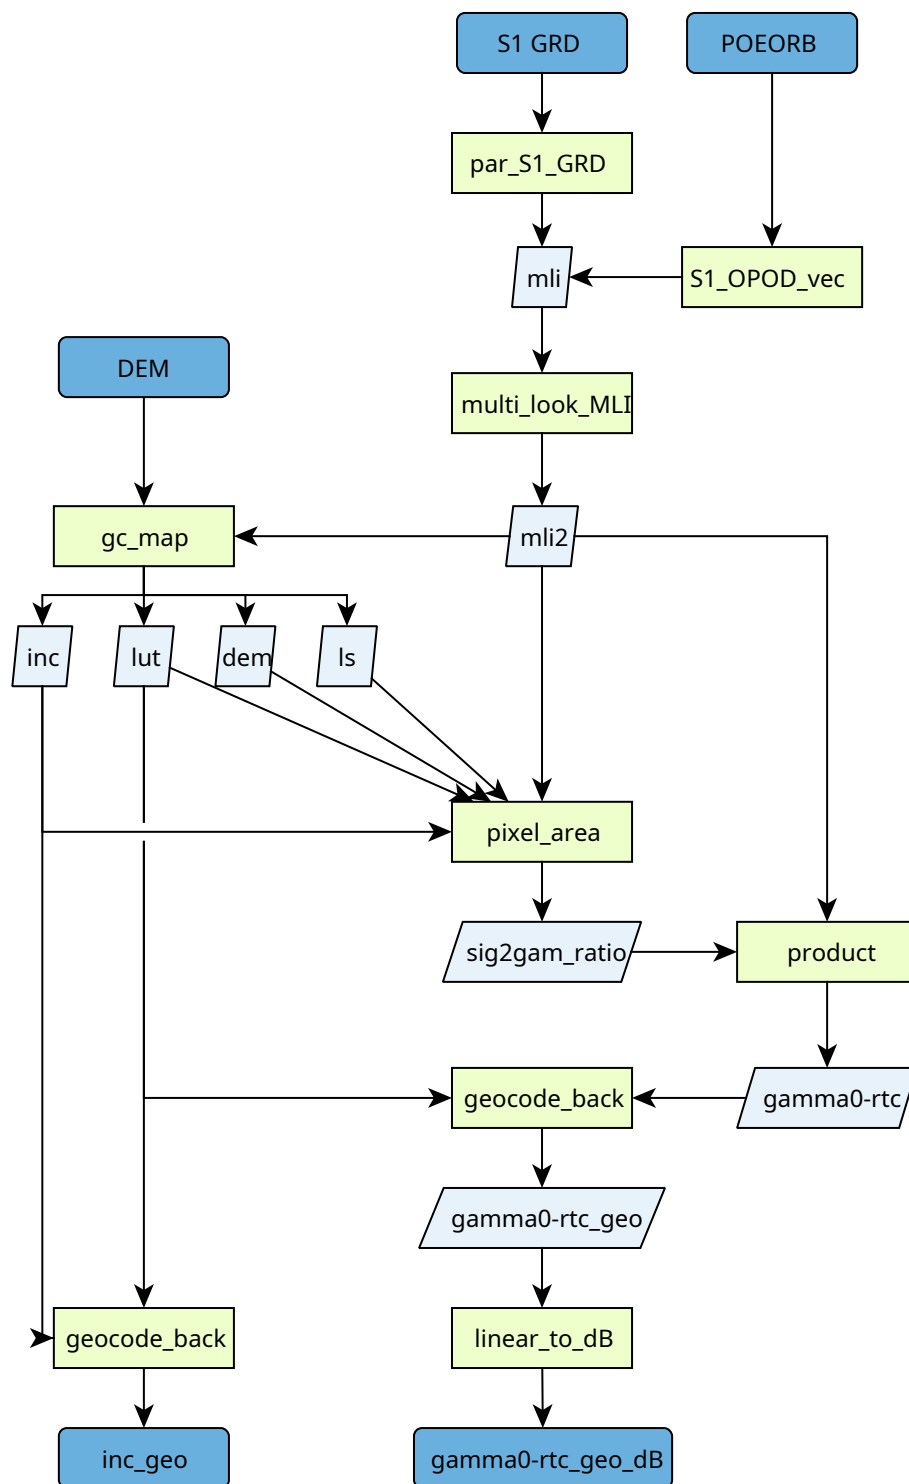 S1 GRD
POEORB
par_S1_GRD
mli
S1_OPOD_vec
DEM
multi_look_MLI
gc_map
mli2
inc
lut
dem
ls
pixel_area
sig2gam_ratio
product
geocode_back
gamma0-rtc
gamma0-rtc_geo
geocode_back
linear_to_dB
inc_geo
gamma0-rtc_geo_dB